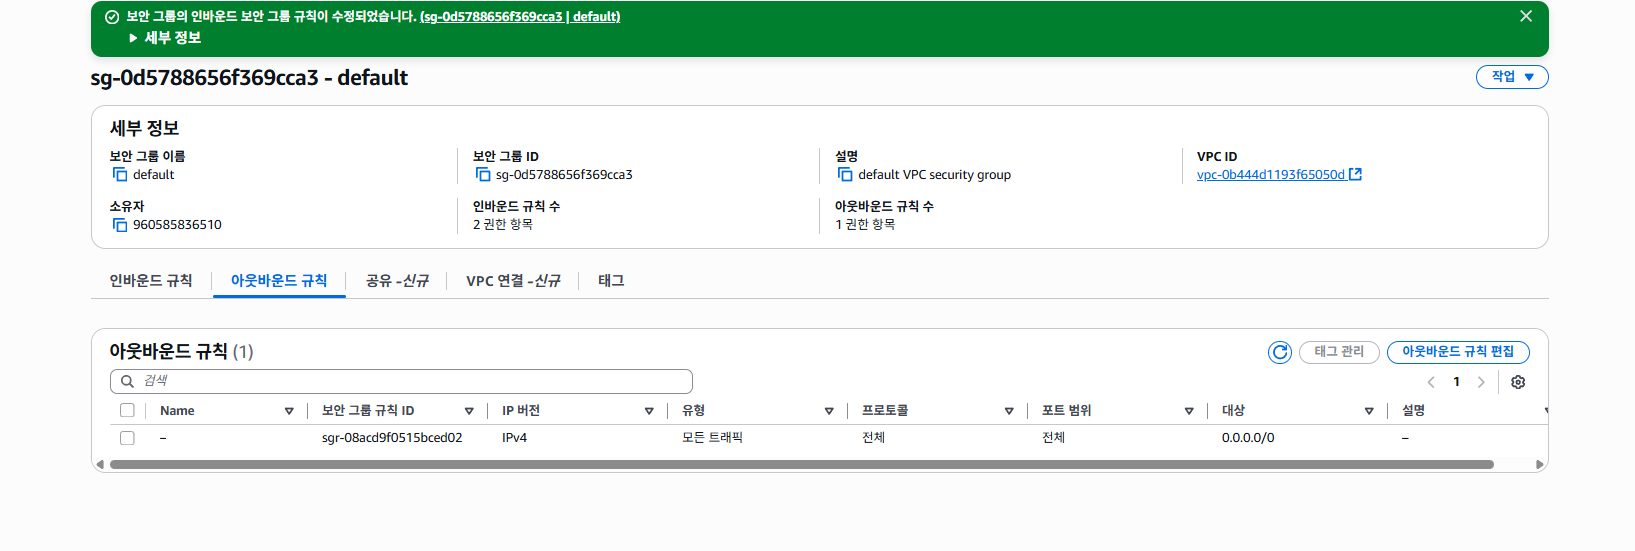 보안 그룹의 인바운드 보안 그룹 규칙이 수정되었습니다. (sg-0d5788656f369cca3 | default)
세부 정보
sg-0d5788656f369cca3 - default
작업
세부 정보
보안 그룹 이름
default
보안 그룹 ID
sg-0d5788656f369cca3
설명
default VPC security group
VPC ID
vpc-0b444d1193f65050d
소유자
960585836510
인바운드 규칙 수
2 권한 항목
아웃바운드 규칙 수
1 권한 항목
인바운드 규칙 아웃바운드 규칙 공유 -신규 VPC 연결 -신규 태그
아웃바운드 규칙 (1)
태그 관리 아웃바운드 규칙 편집
검색
1
Name 보안 그룹 규칙 ID IP 버전 유형 프로토콜 포트 범위 대상 설명
– sgr-08acd9f0515bced02 IPv4 모든 트래픽 전체 전체 0.0.0.0/0 –